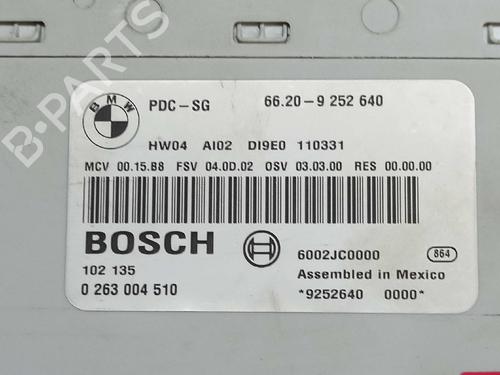 B-PARTS
BMW PDC-SG 66.20-9 252 640
HW04 AI02 DI9E0 110331
MCV 00.15.B8 FSV 04.0D.02 OSV 03.03.00 RES 00.00.00
BOSCH 6002JC0000 864
102 135 Assembled in Mexico
0 263 004 510 *9252640 0000*